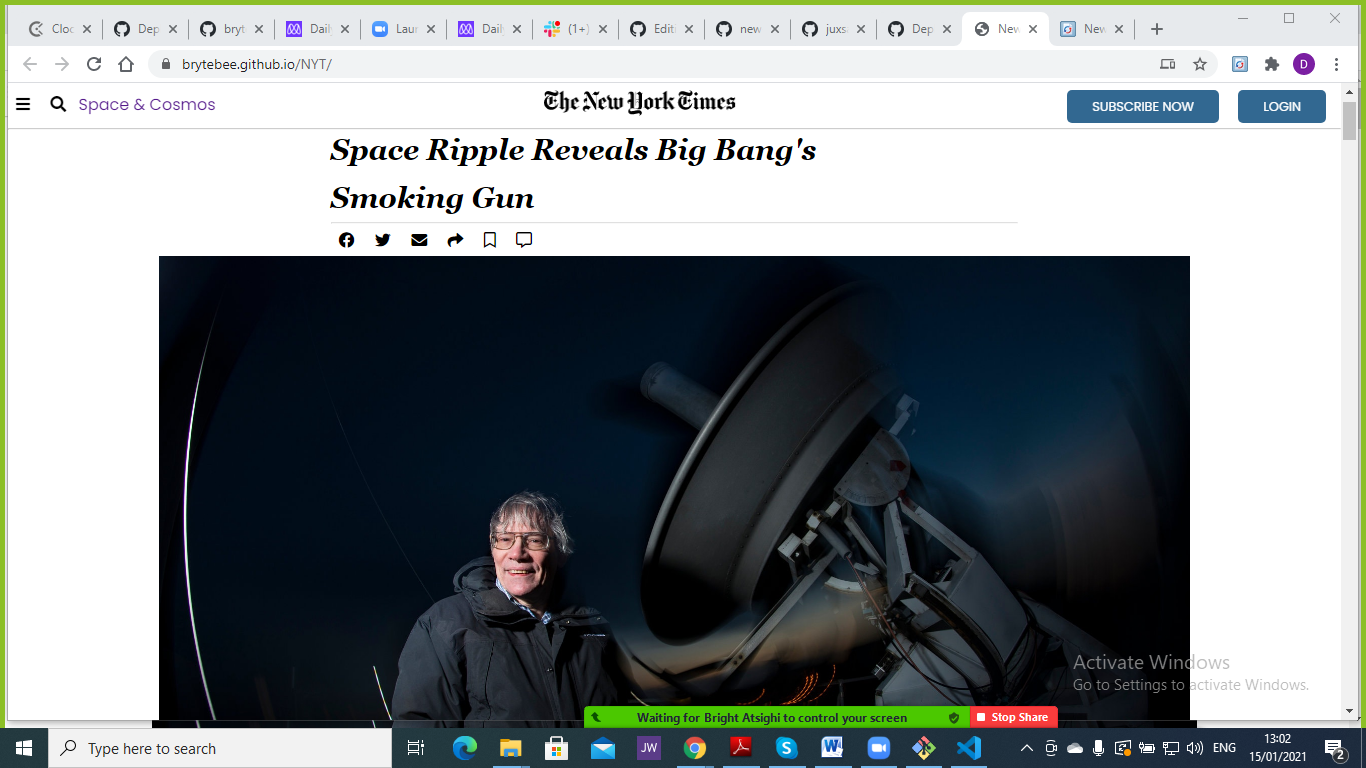 Cloc
Dep
bryt
Daily
Laun
Daily
(1+)
Editi
new
juxs
Dep
New
New
brytebee.github.io/NYT/
D
Space & Cosmos
The New York Times
SUBSCRIBE NOW
LOGIN
Space Ripple Reveals Big Bang's
Smoking Gun
Activate Windows
Go to Settings to activate Windows.
Waiting for Bright Atsighi to control your screen
Stop Share
Type here to search
JW
ENG
13:02
15/01/2021
2